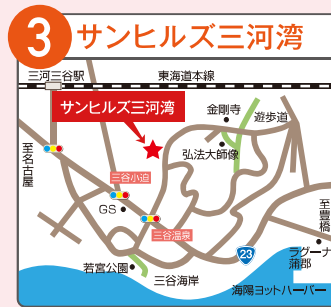 3 サンヒルズ三河湾
三河三谷駅
東海道本線
サンヒルズ三河湾
金剛寺
遊歩道
弘法大師像
至名古屋
三谷小迫
GS
三谷温泉
至豊橋
23
ラグーナ
蒲郡
若宮公園
三谷海岸
海陽ヨットハーバー